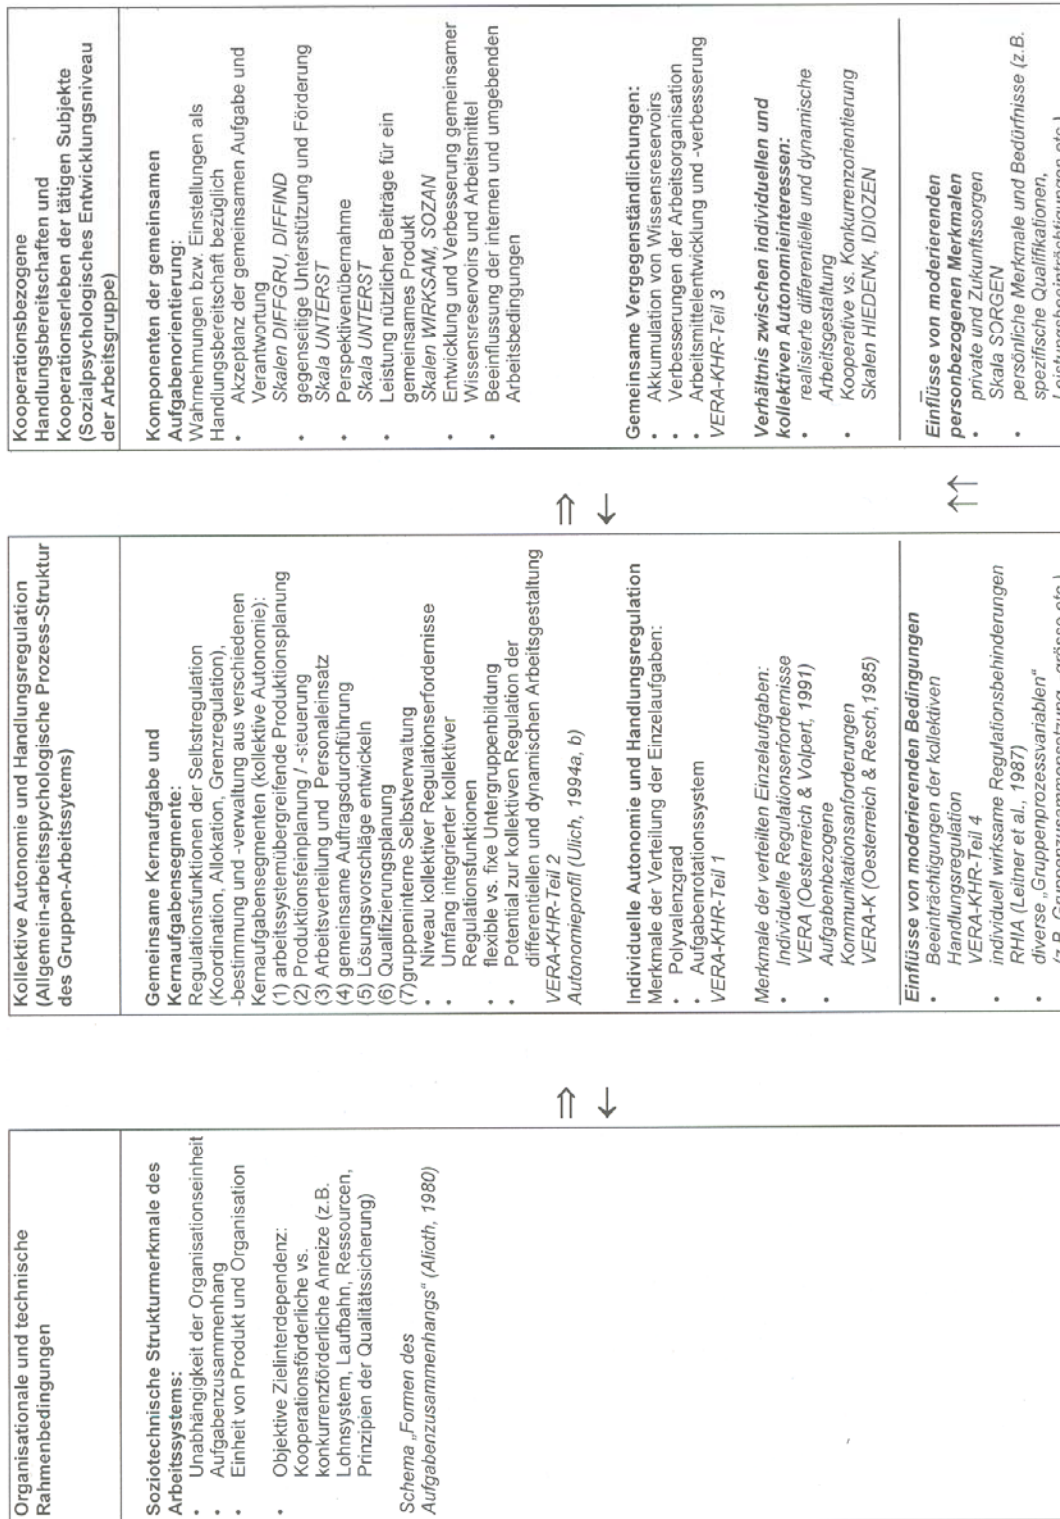 Organisationale und technische
Rahmenbedingungen
Soziotechnische Strukturmerkmale des
Arbeitssystems:
• Unabhängigkeit der Organisationseinheit
• Aufgabenzusammenhang
• Einheit von Produkt und Organisation
• Objektive Zielinterdependenz:
Kooperationsförderliche vs.
konkurrenzförderliche Anreize (z.B.
Lohnsystem, Laufbahn, Ressourcen,
Prinzipien der Qualitätssicherung)
Schema „Formen des
Aufgabenzusammenhangs“ (Alioth, 1980)
⇒
←
Kollektive Autonomie und Handlungsregulation
(Allgemein-arbeitsspychologische Prozess-Struktur
des Gruppen-Arbeitssytems)
Gemeinsame Kernaufgabe und
Kernaufgabensegmente:
Regulationsfunktionen der Selbstregulation
(Koordination, Allokation, Grenzregulation),
-bestimmung und -verwaltung aus verschiedenen
Kernaufgabensegmenten (kollektive Autonomie):
(1) arbeitssystemübergreifende Produktionsplanung
(2) Produktionsfeinplanung / -steuerung
(3) Arbeitsverteilung und Personaleinsatz
(4) gemeinsame Auftragsdurchführung
(5) Lösungsvorschläge entwickeln
(6) Qualifizierungsplanung
(7)gruppeninterne Selbstverwaltung
• Niveau kollektiver Regulationserfordernisse
• Umfang integrierter kollektiver
Regulationsfunktionen
• flexible vs. fixe Untergruppenbildung
• Potential zur kollektiven Regulation der
differentiellen und dynamischen Arbeitsgestaltung
VERA-KHR-Teil 2
Autonomieprofil (Ulich, 1994a, b)
Individuelle Autonomie und Handlungsregulation
Merkmale der Verteilung der Einzelaufgaben:
• Polyvalenzgrad
• Aufgabenrotationssystem
VERA-KHR-Teil 1
Merkmale der verteilten Einzelaufgaben:
• Individuelle Regulationserfordernisse
VERA (Oesterreich & Volpert, 1991)
• Aufgabenbezogene
Kommunikationsanforderungen
VERA-K (Oesterreich & Resch,1985)
Einflüsse von moderierenden Bedingungen
• Beeinträchtigungen der kollektiven
Handlungsregulation
VERA-KHR-Teil 4
• individuell wirksame Regulationsbehinderungen
RHIA (Leitner et al., 1987)
• diverse „Gruppenprozessvariablen“
(z.B. Gruppenzusammensetzung, -grösse etc.)
⇒
←
⇈
Kooperationsbezogene
Handlungsbereitschaften und
Kooperationserleben der tätigen Subjekte
(Sozialpsychologisches Entwicklungsniveau
der Arbeitsgruppe)
Komponenten der gemeinsamen
Aufgabenorientierung:
Wahrnehmungen bzw. Einstellungen als
Handlungsbereitschaft bezüglich
• Akzeptanz der gemeinsamen Aufgabe und
Verantwortung
Skalen DIFFGRU, DIFFIND
• gegenseitige Unterstützung und Förderung
Skala UNTERST
• Perspektivenübernahme
Skala UNTERST
• Leistung nützlicher Beiträge für ein
gemeinsames Produkt
Skalen WIRKSAM, SOZAN
• Entwicklung und Verbesserung gemeinsamer
Wissensreservoirs und Arbeitsmittel
• Beeinflussung der internen und umgebenden
Arbeitsbedingungen
Gemeinsame Vergegenständlichungen:
• Akkumulation von Wissensreservoirs
• Verbesserungen der Arbeitsorganisation
• Arbeitsmittelentwicklung und -verbesserung
VERA-KHR-Teil 3
Verhältnis zwischen individuellen und
kollektiven Autonomieinteressen:
• realisierte differentielle und dynamische
Arbeitsgestaltung
• Kooperative vs. Konkurrenzorientierung
Skalen HIEDENK, IDIOZEN
Einflüsse von moderierenden
personbezogenen Merkmalen
• private und Zukunftssorgen
Skala SORGEN
• persönliche Merkmale und Bedürfnisse (z.B.
spezifische Qualifikationen,
Leistungsbeinträchtigungen etc.)